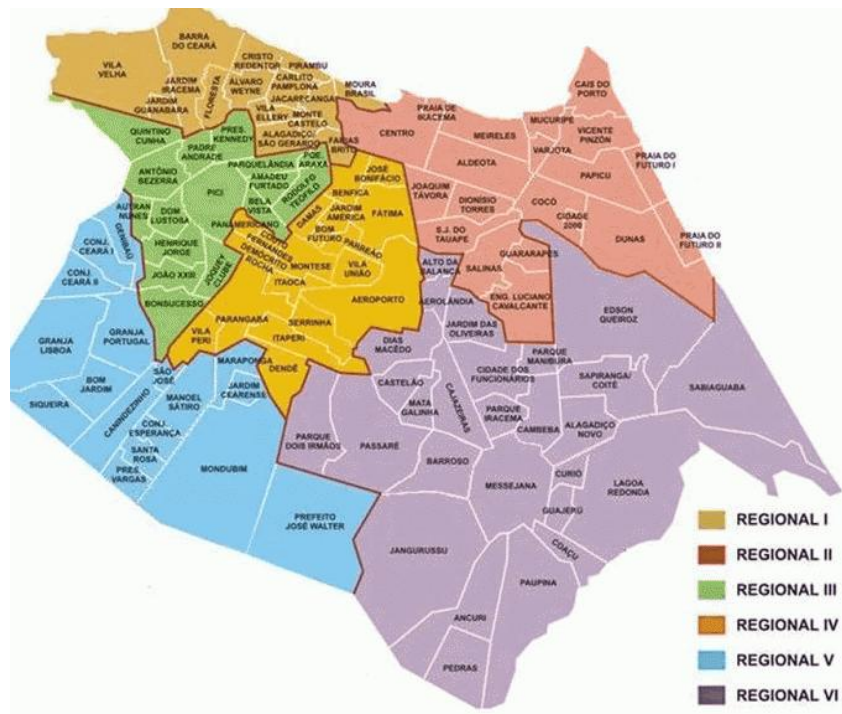 BARRA
DO CEARÁ
VILA
VELHA
CRISTO
REDENTOR
PIRAMBU
JARDIM
IRACEMA
FLORESTA
ÁLVARO
WEYNE
CARLITO
PAMPLONA
JACARECANGA
MOURA
BRASIL
JARDIM
GUANABARA
VILA
ELLERY
MONTE
CASTELO
ALAGADIÇO/
SÃO GERARDO
FARIAS
BRITO
QUINTINO
CUNHA
PRES.
KENNEDY
PADRE
ANDRADE
PARQUELÂNDIA
PQE.
ARAXÁ
ANTÔNIO
BEZERRA
AMADEU
FURTADO
RODOLFO
TEÓFILO
PICI
BELA
VISTA
AUTRAN
NUNES
DOM
LUSTOSA
PANAMERICANO
HENRIQUE
JORGE
JOÃO XXIII
JOQUEY
CLUBE
BONSUCESSO
GENIBAÚ
CENTRO
PRAIA DE
IRACEMA
MEIRELES
MUCURIPE
CAIS DO
PORTO
VICENTE
PINZÓN
VARJOTA
ALDEOTA
PAPICU
PRAIA DO
FUTURO I
JOAQUIM
TÁVORA
DIONÍSIO
TORRES
COCÓ
CIDADE
2000
DUNAS
PRAIA DO
FUTURO II
S.J. DO
TAUAPE
SALINAS
GUARARAPES
ENG. LUCIANO
CAVALCANTE
JOSÉ
BONIFÁCIO
BENFICA
JARDIM
AMÉRICA
FÁTIMA
DAMAS
BOM
FUTURO
PARREÃO
COUTO
FERNANDES
DEMÓCRITO
ROCHA
MONTESE
VILA
UNIÃO
ITAOCA
AEROPORTO
PARANGABA
SERRINHA
VILA
PERI
ITAPERI
DENDÊ
CONJ.
CEARÁ I
CONJ.
CEARÁ II
GRANJA
LISBOA
GRANJA
PORTUGAL
BOM
JARDIM
SIQUEIRA
SÃO
JOSÉ
CANINDEZINHO
MANOEL
SÁTIRO
MARAPONGA
JARDIM
CEARENSE
CONJ.
ESPERANÇA
SANTA
ROSA
PRES.
VARGAS
MONDUBIM
PREFEITO
JOSÉ WALTER
ALTO DA
BALANÇA
AEROLÂNDIA
JARDIM DAS
OLIVEIRAS
EDSON
QUEIROZ
DIAS
MACÊDO
CIDADE DOS
FUNCIONÁRIOS
PARQUE
MANIBURA
SAPIRANGA/
COITÉ
SABIAGUABA
CASTELÃO
MATA
GALINHA
CAJAZEIRAS
PARQUE
IRACEMA
CAMBEBA
ALAGADIÇO
NOVO
PARQUE
DOIS IRMÃOS
PASSARÉ
BARROSO
MESSEJANA
CURIÓ
LAGOA
REDONDA
GUAJERÚ
COAÇU
JANGURUSSU
PAUPINA
ANCURI
PEDRAS
REGIONAL I
REGIONAL II
REGIONAL III
REGIONAL IV
REGIONAL V
REGIONAL VI